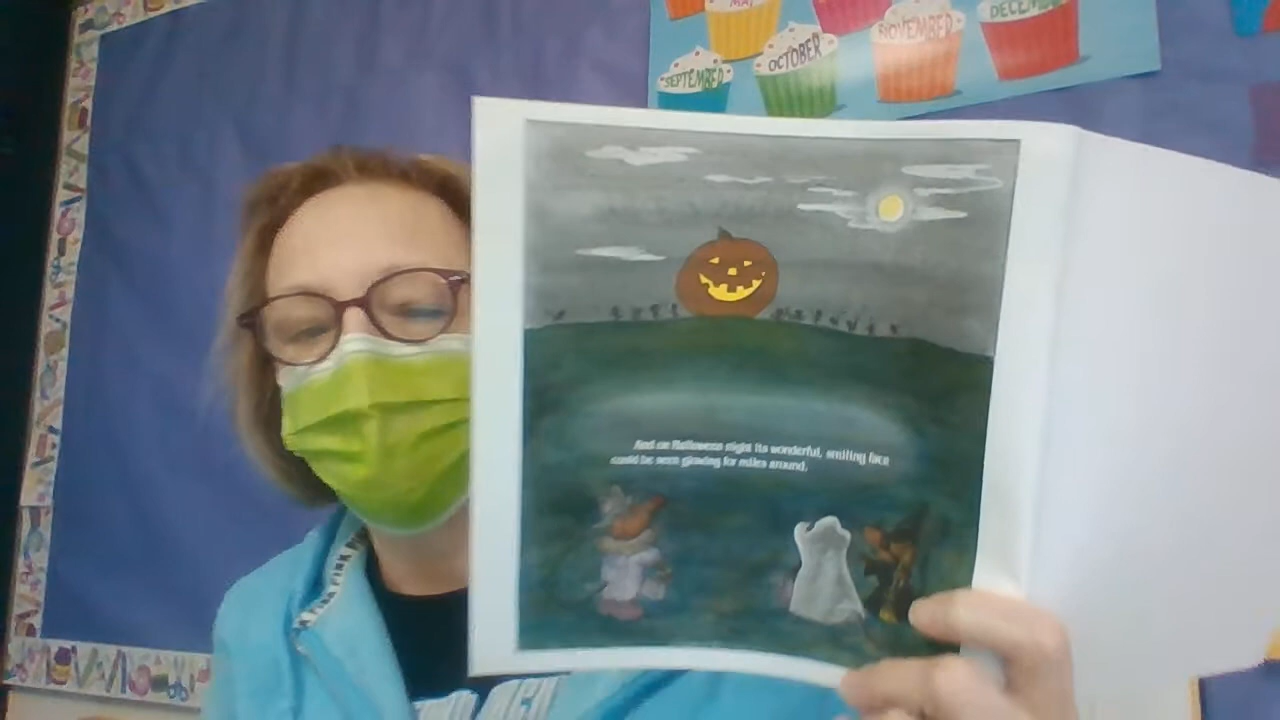 MAY
SEPTEMBER
OCTOBER
NOVEMBER
DECEMBER
And on Halloween night its wonderful, smiling face
could be seen glowing for miles around.